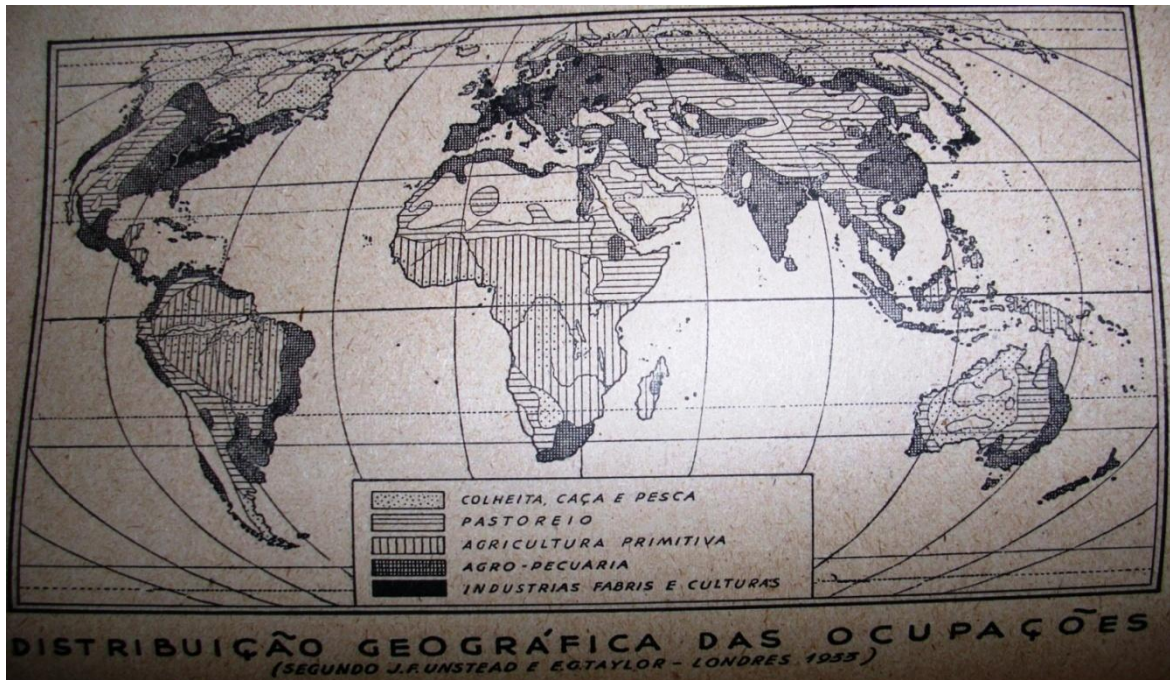 COLHEITA, CAÇA E PESCA
PASTOREIO
AGRICULTURA PRIMITIVA
AGRO-PECUARIA
INDUSTRIAS FABRIS E CULTURAS
DISTRIBUIÇÃO GEOGRÁFICA DAS OCUPAÇÕES
(SEGUNDO J.F. UNSTEAD E E.G. TAYLOR - LONDRES 1955)